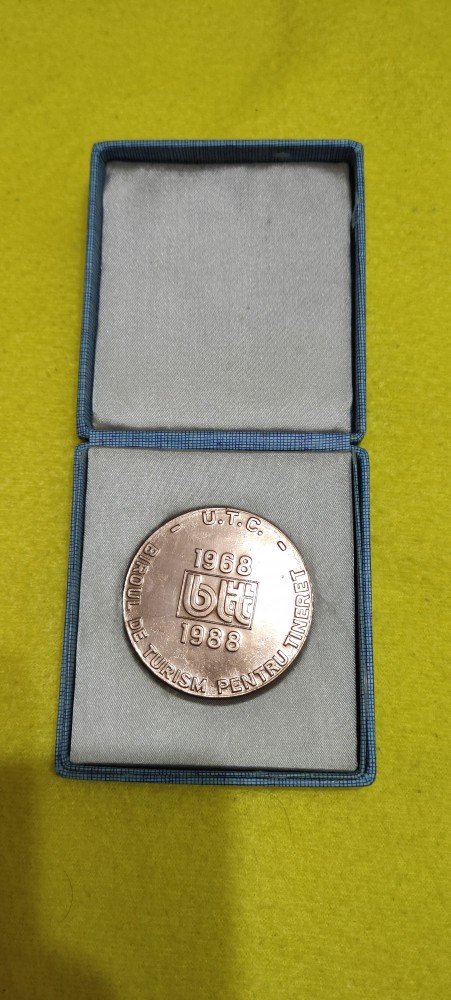 - U.T.C. -
1968
btt
1988
BIROUL DE TURISM PENTRU TINERET